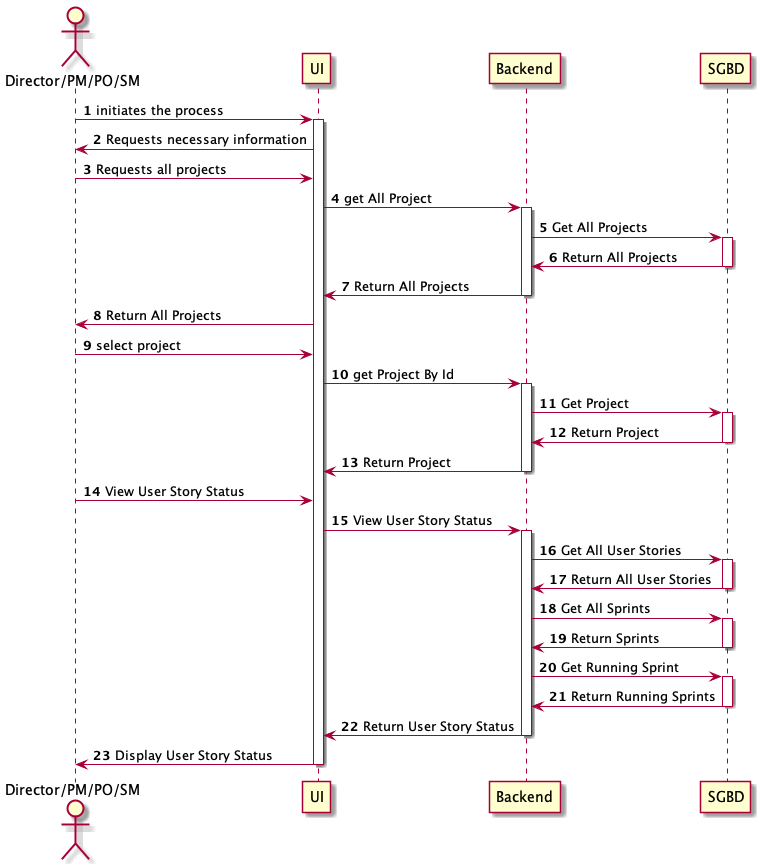 Director/PM/PO/SM
UI
Backend
SGBD
1 initiates the process
2 Requests necessary information
3 Requests all projects
4 get All Project
5 Get All Projects
6 Return All Projects
7 Return All Projects
8 Return All Projects
9 select project
10 get Project By Id
11 Get Project
12 Return Project
13 Return Project
14 View User Story Status
15 View User Story Status
16 Get All User Stories
17 Return All User Stories
18 Get All Sprints
19 Return Sprints
20 Get Running Sprint
21 Return Running Sprints
22 Return User Story Status
23 Display User Story Status
Director/PM/PO/SM
UI
Backend
SGBD